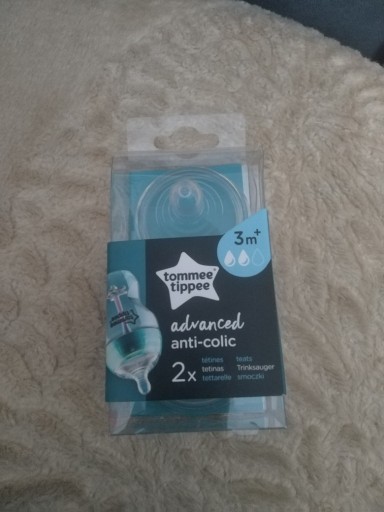 3m+
tommee
tippee
advanced
anti-colic
2x
tétines teats
tetinas Trinksauger
tettarelle smoczki